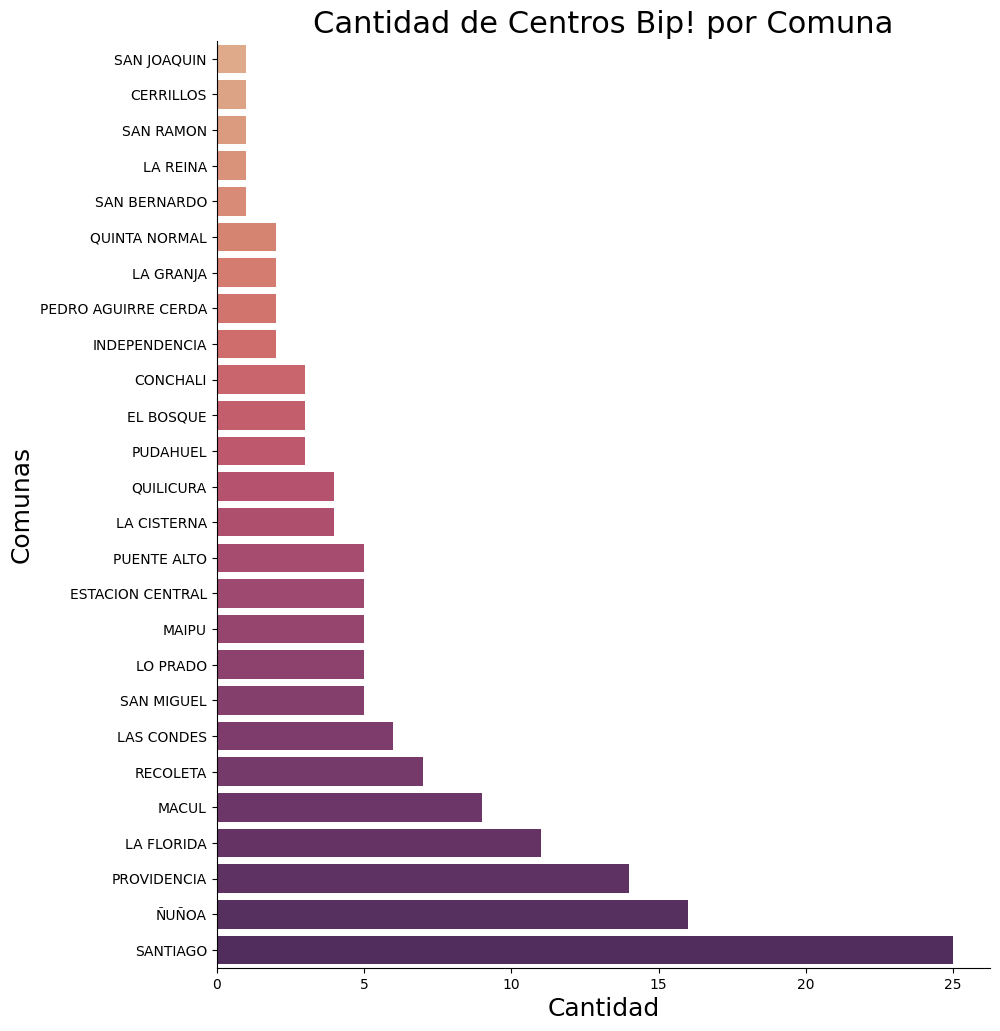 Cantidad de Centros Bip! por Comuna
SAN JOAQUIN
CERRILLOS
SAN RAMON
LA REINA
SAN BERNARDO
QUINTA NORMAL
LA GRANJA
PEDRO AGUIRRE CERDA
INDEPENDENCIA
CONCHALI
EL BOSQUE
PUDAHUEL
QUILICURA
LA CISTERNA
PUENTE ALTO
ESTACION CENTRAL
MAIPU
LO PRADO
SAN MIGUEL
LAS CONDES
RECOLETA
MACUL
LA FLORIDA
PROVIDENCIA
ÑUÑOA
SANTIAGO
Comunas
0 5 10 15 20 25
Cantidad